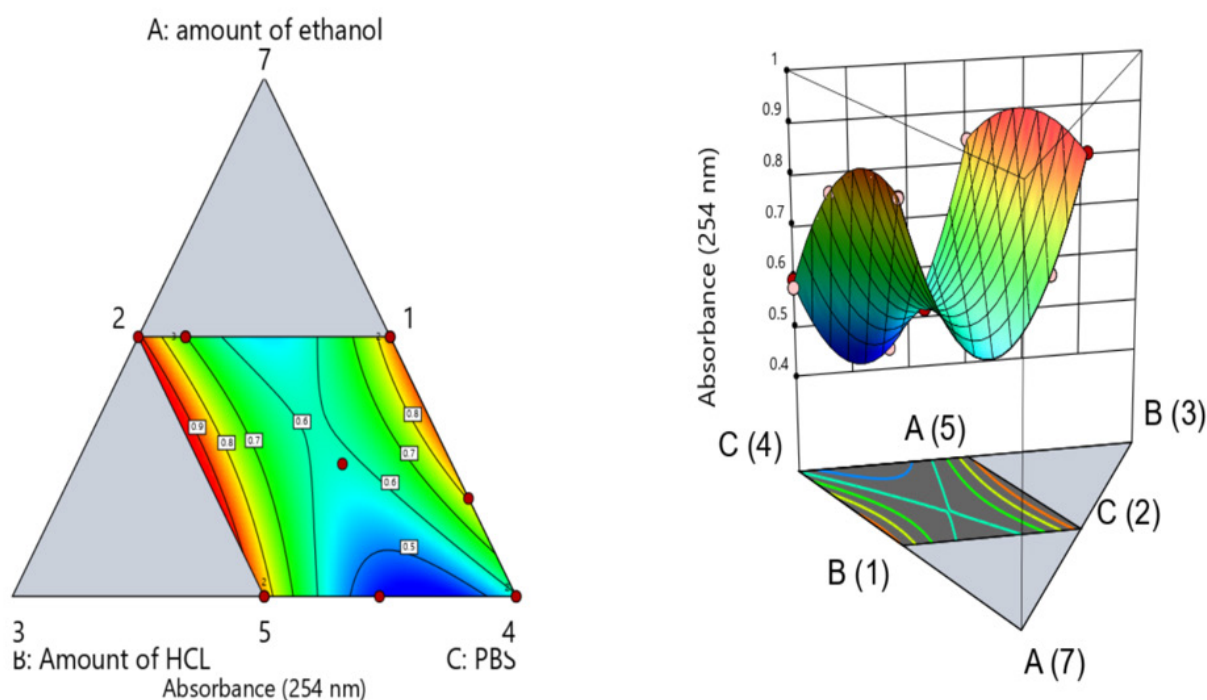 A: amount of ethanol
7
2
1
0.9
0.8
0.7
0.6
0.8
0.7
0.6
0.5
2
3
5
4
B: Amount of HCL
C: PBS
Absorbance (254 nm)
1
0.9
0.8
0.7
0.6
0.5
0.4
Absorbance (254 nm)
C (4)
A (5)
B (3)
C (2)
B (1)
A (7)